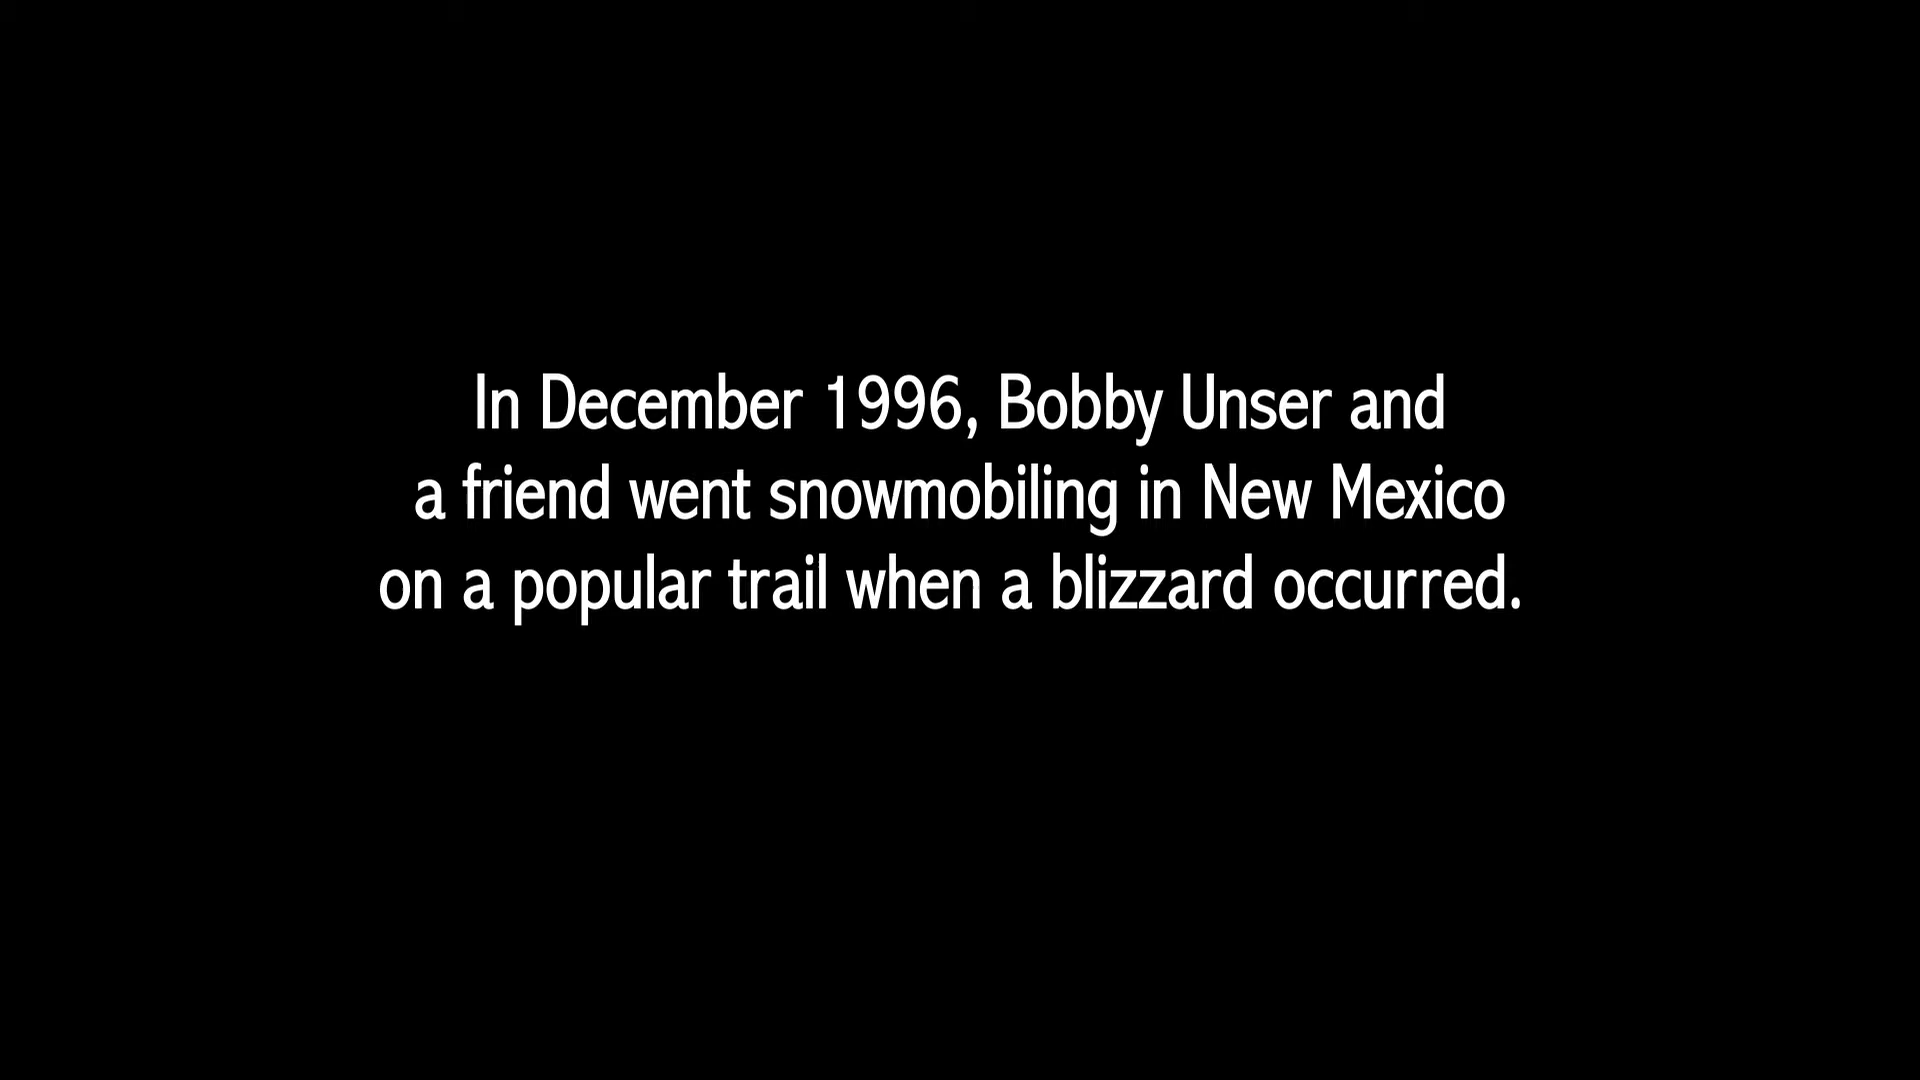 In December 1996, Bobby Unser and
a friend went snowmobiling in New Mexico
on a popular trail when a blizzard occurred.